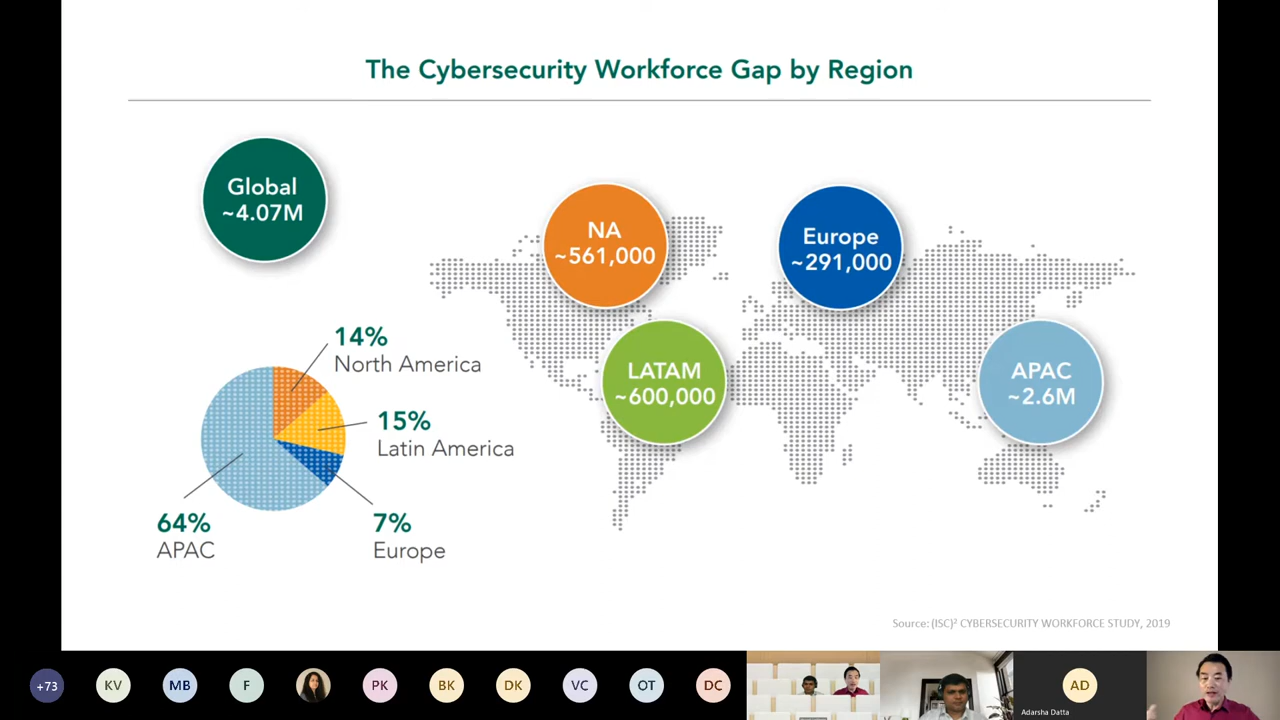 The Cybersecurity Workforce Gap by Region
Global
~4.07M
NA
~561,000
Europe
~291,000
LATAM
~600,000
APAC
~2.6M
14%
North America
15%
Latin America
64%
APAC
7%
Europe
Source: (ISC)² CYBERSECURITY WORKFORCE STUDY, 2019
+73
KV
MB
F
PK
BK
DK
VC
OT
DC
AD
Adarsha Datta